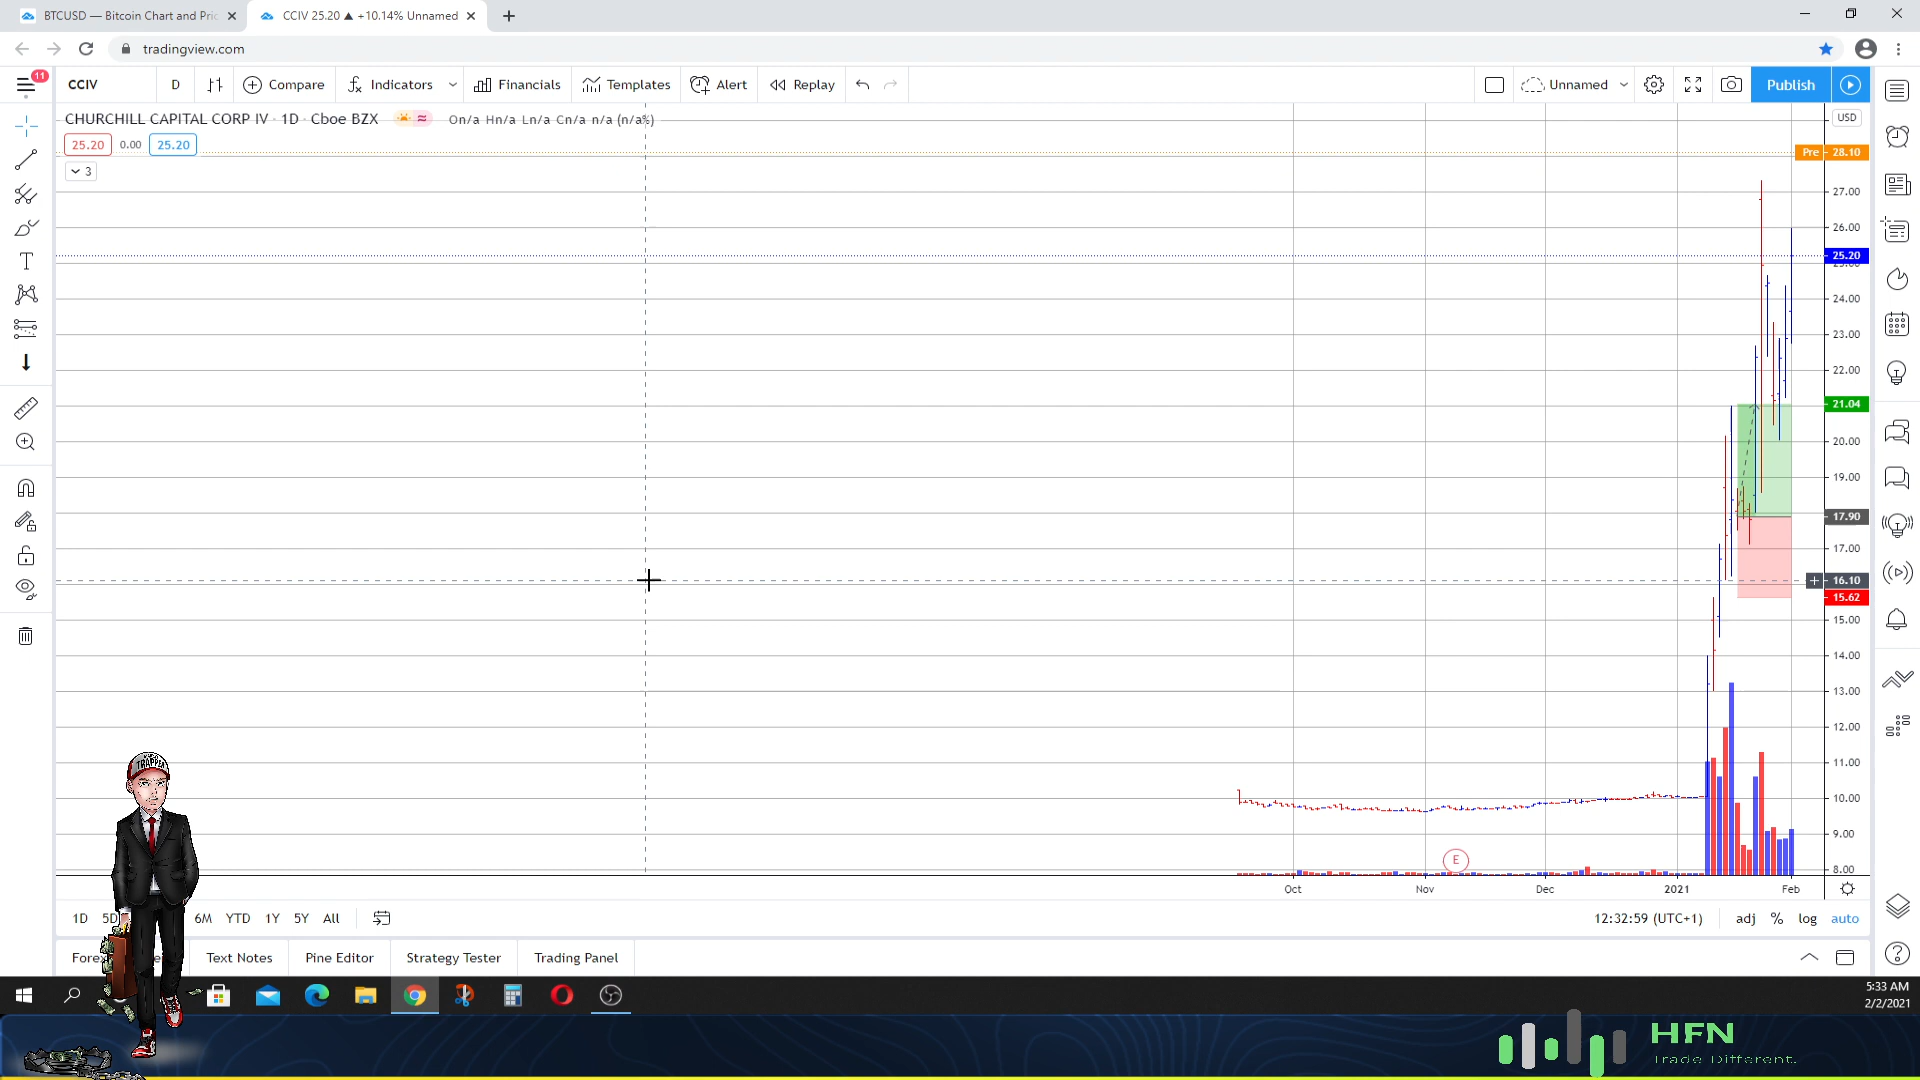 BTCUSD — Bitcoin Chart and Pric
CCIV 25.20 ▲ +10.14% Unnamed
tradingview.com
11
CCIV
D
Compare
Indicators
Financials
Templates
Alert
Replay
Unnamed
Publish
CHURCHILL CAPITAL CORP IV · 1D · Cboe BZX
On/a Hn/a Ln/a Cn/a n/a (n/a%)
USD
25.20
0.00
25.20
3
Pre
28.10
27.00
26.00
25.20
25.00
24.00
23.00
22.00
21.04
20.00
19.00
17.90
17.00
16.10
15.62
15.00
14.00
13.00
12.00
11.00
10.00
9.00
8.00
TRAPPER
E
Oct
Nov
Dec
2021
Feb
1D
5D
6M
YTD
1Y
5Y
All
12:32:59 (UTC+1)
adj
%
log
auto
Text Notes
Pine Editor
Strategy Tester
Trading Panel
5:33 AM
2/2/2021
HFN
Trade Different.